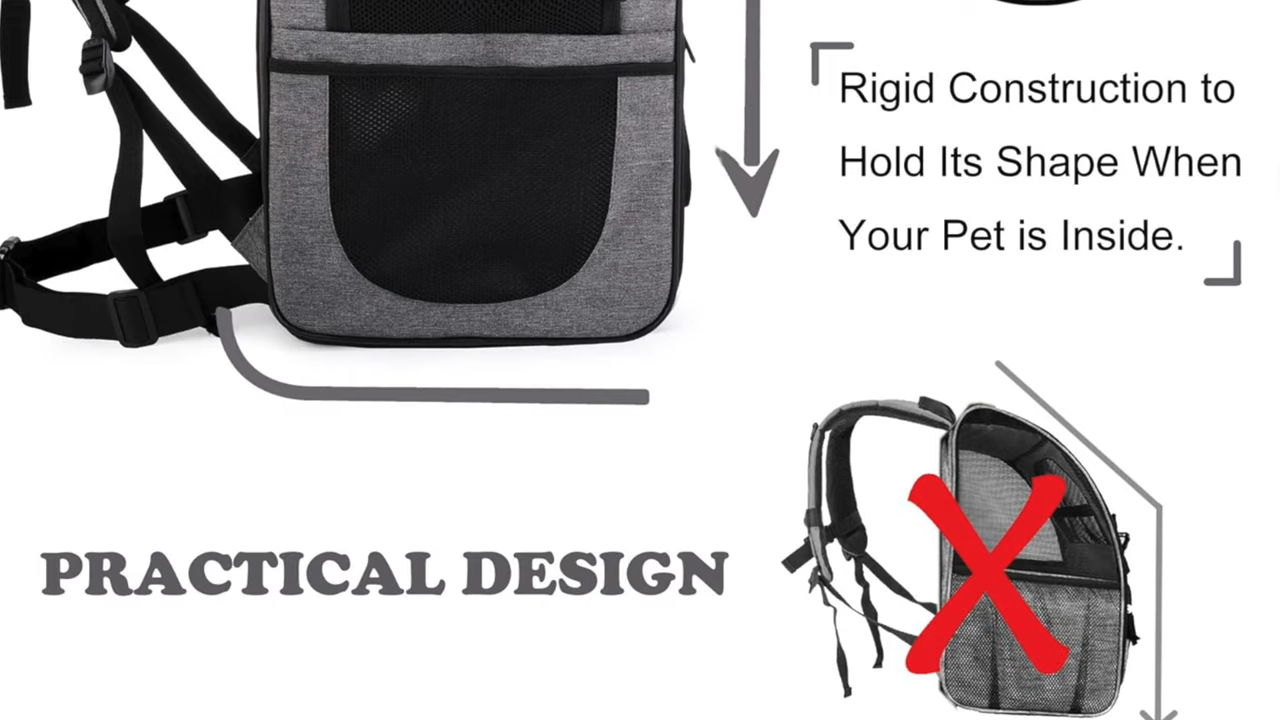 Rigid Construction to
Hold Its Shape When
Your Pet is Inside.
PRACTICAL DESIGN